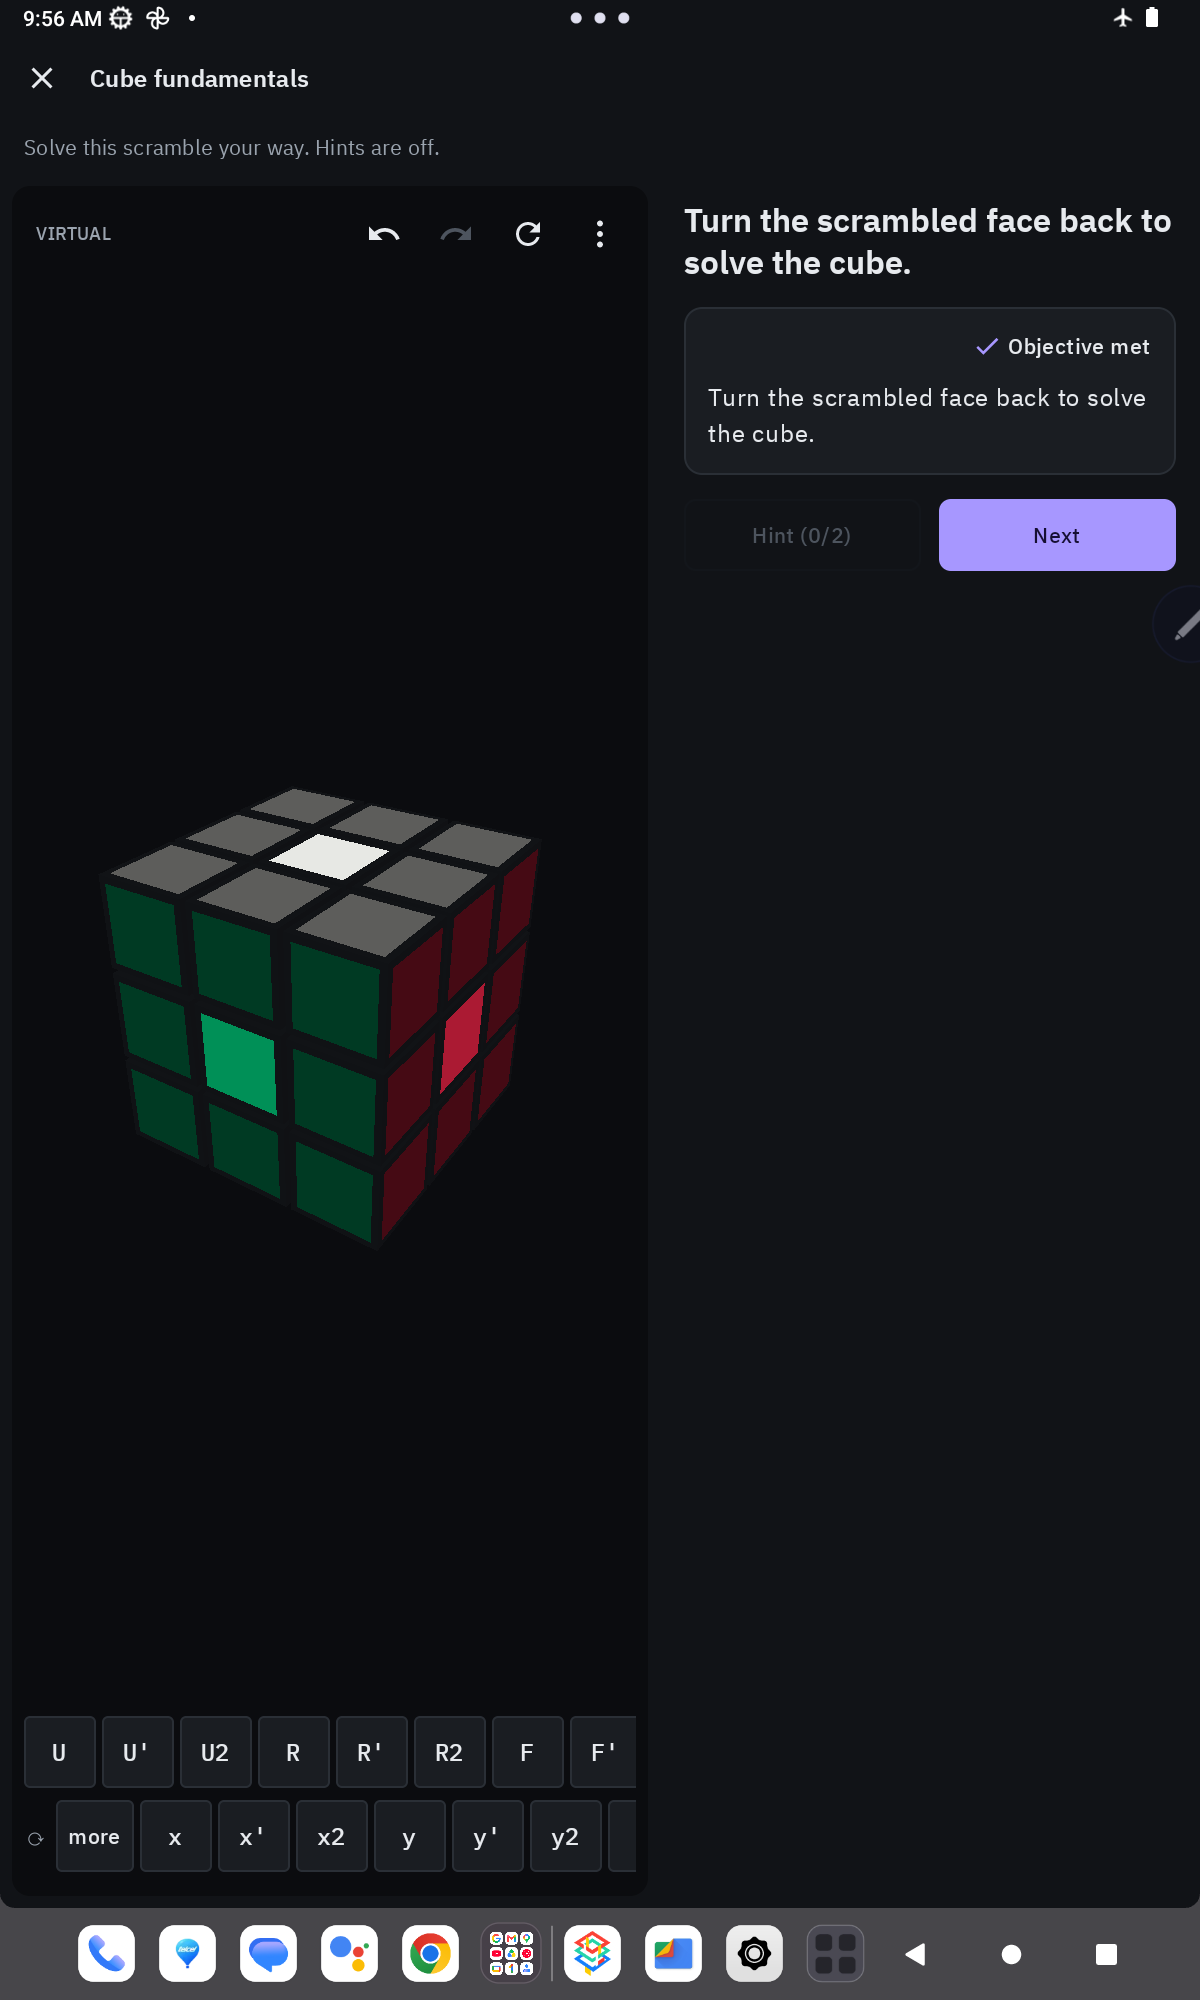 9:56 AM
Cube fundamentals
Solve this scramble your way. Hints are off.
VIRTUAL
Turn the scrambled face back to
solve the cube.
Objective met
Turn the scrambled face back to solve
the cube.
Hint (0/2)
Next
U U' U2 R R' R2 F F'
more x x' x2 y y' y2